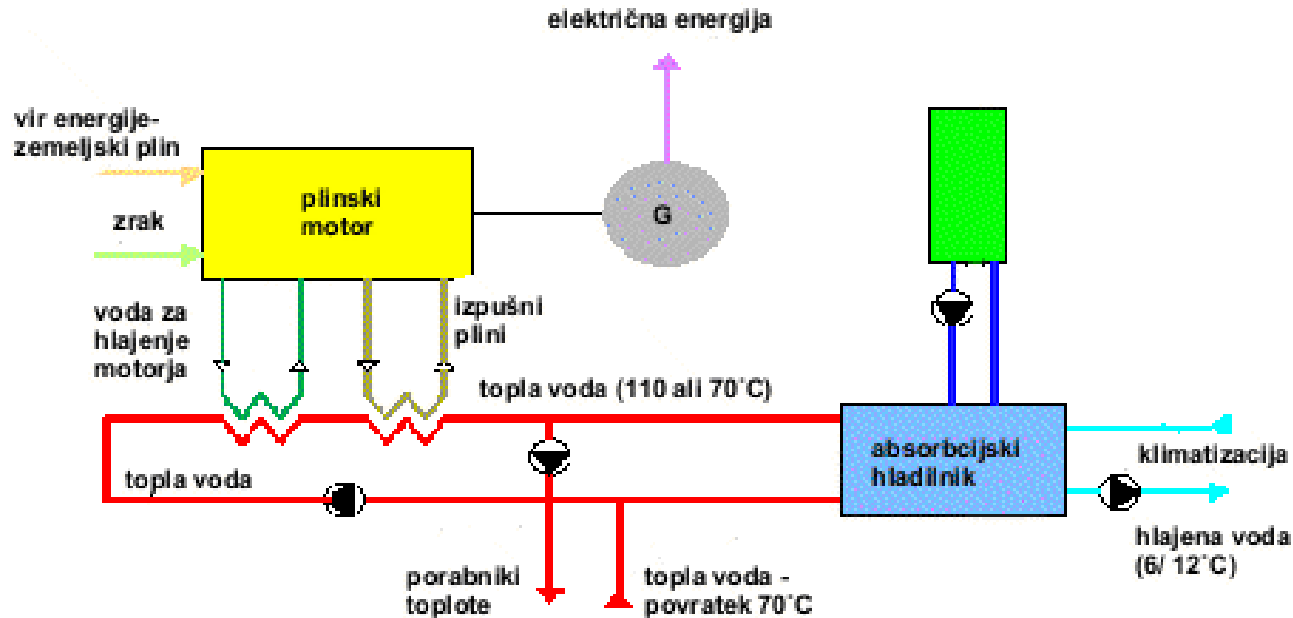 električna energija
vir energije-
zemeljski plin
zrak
plinski
motor
G
voda za
hlajenje
motorja
izpušni
plini
topla voda (110 ali 70˚C)
topla voda
absorbcijski
hladilnik
klimatizacija
hlajena voda
(6/ 12˚C)
porabniki
toplote
topla voda -
povratek 70˚C